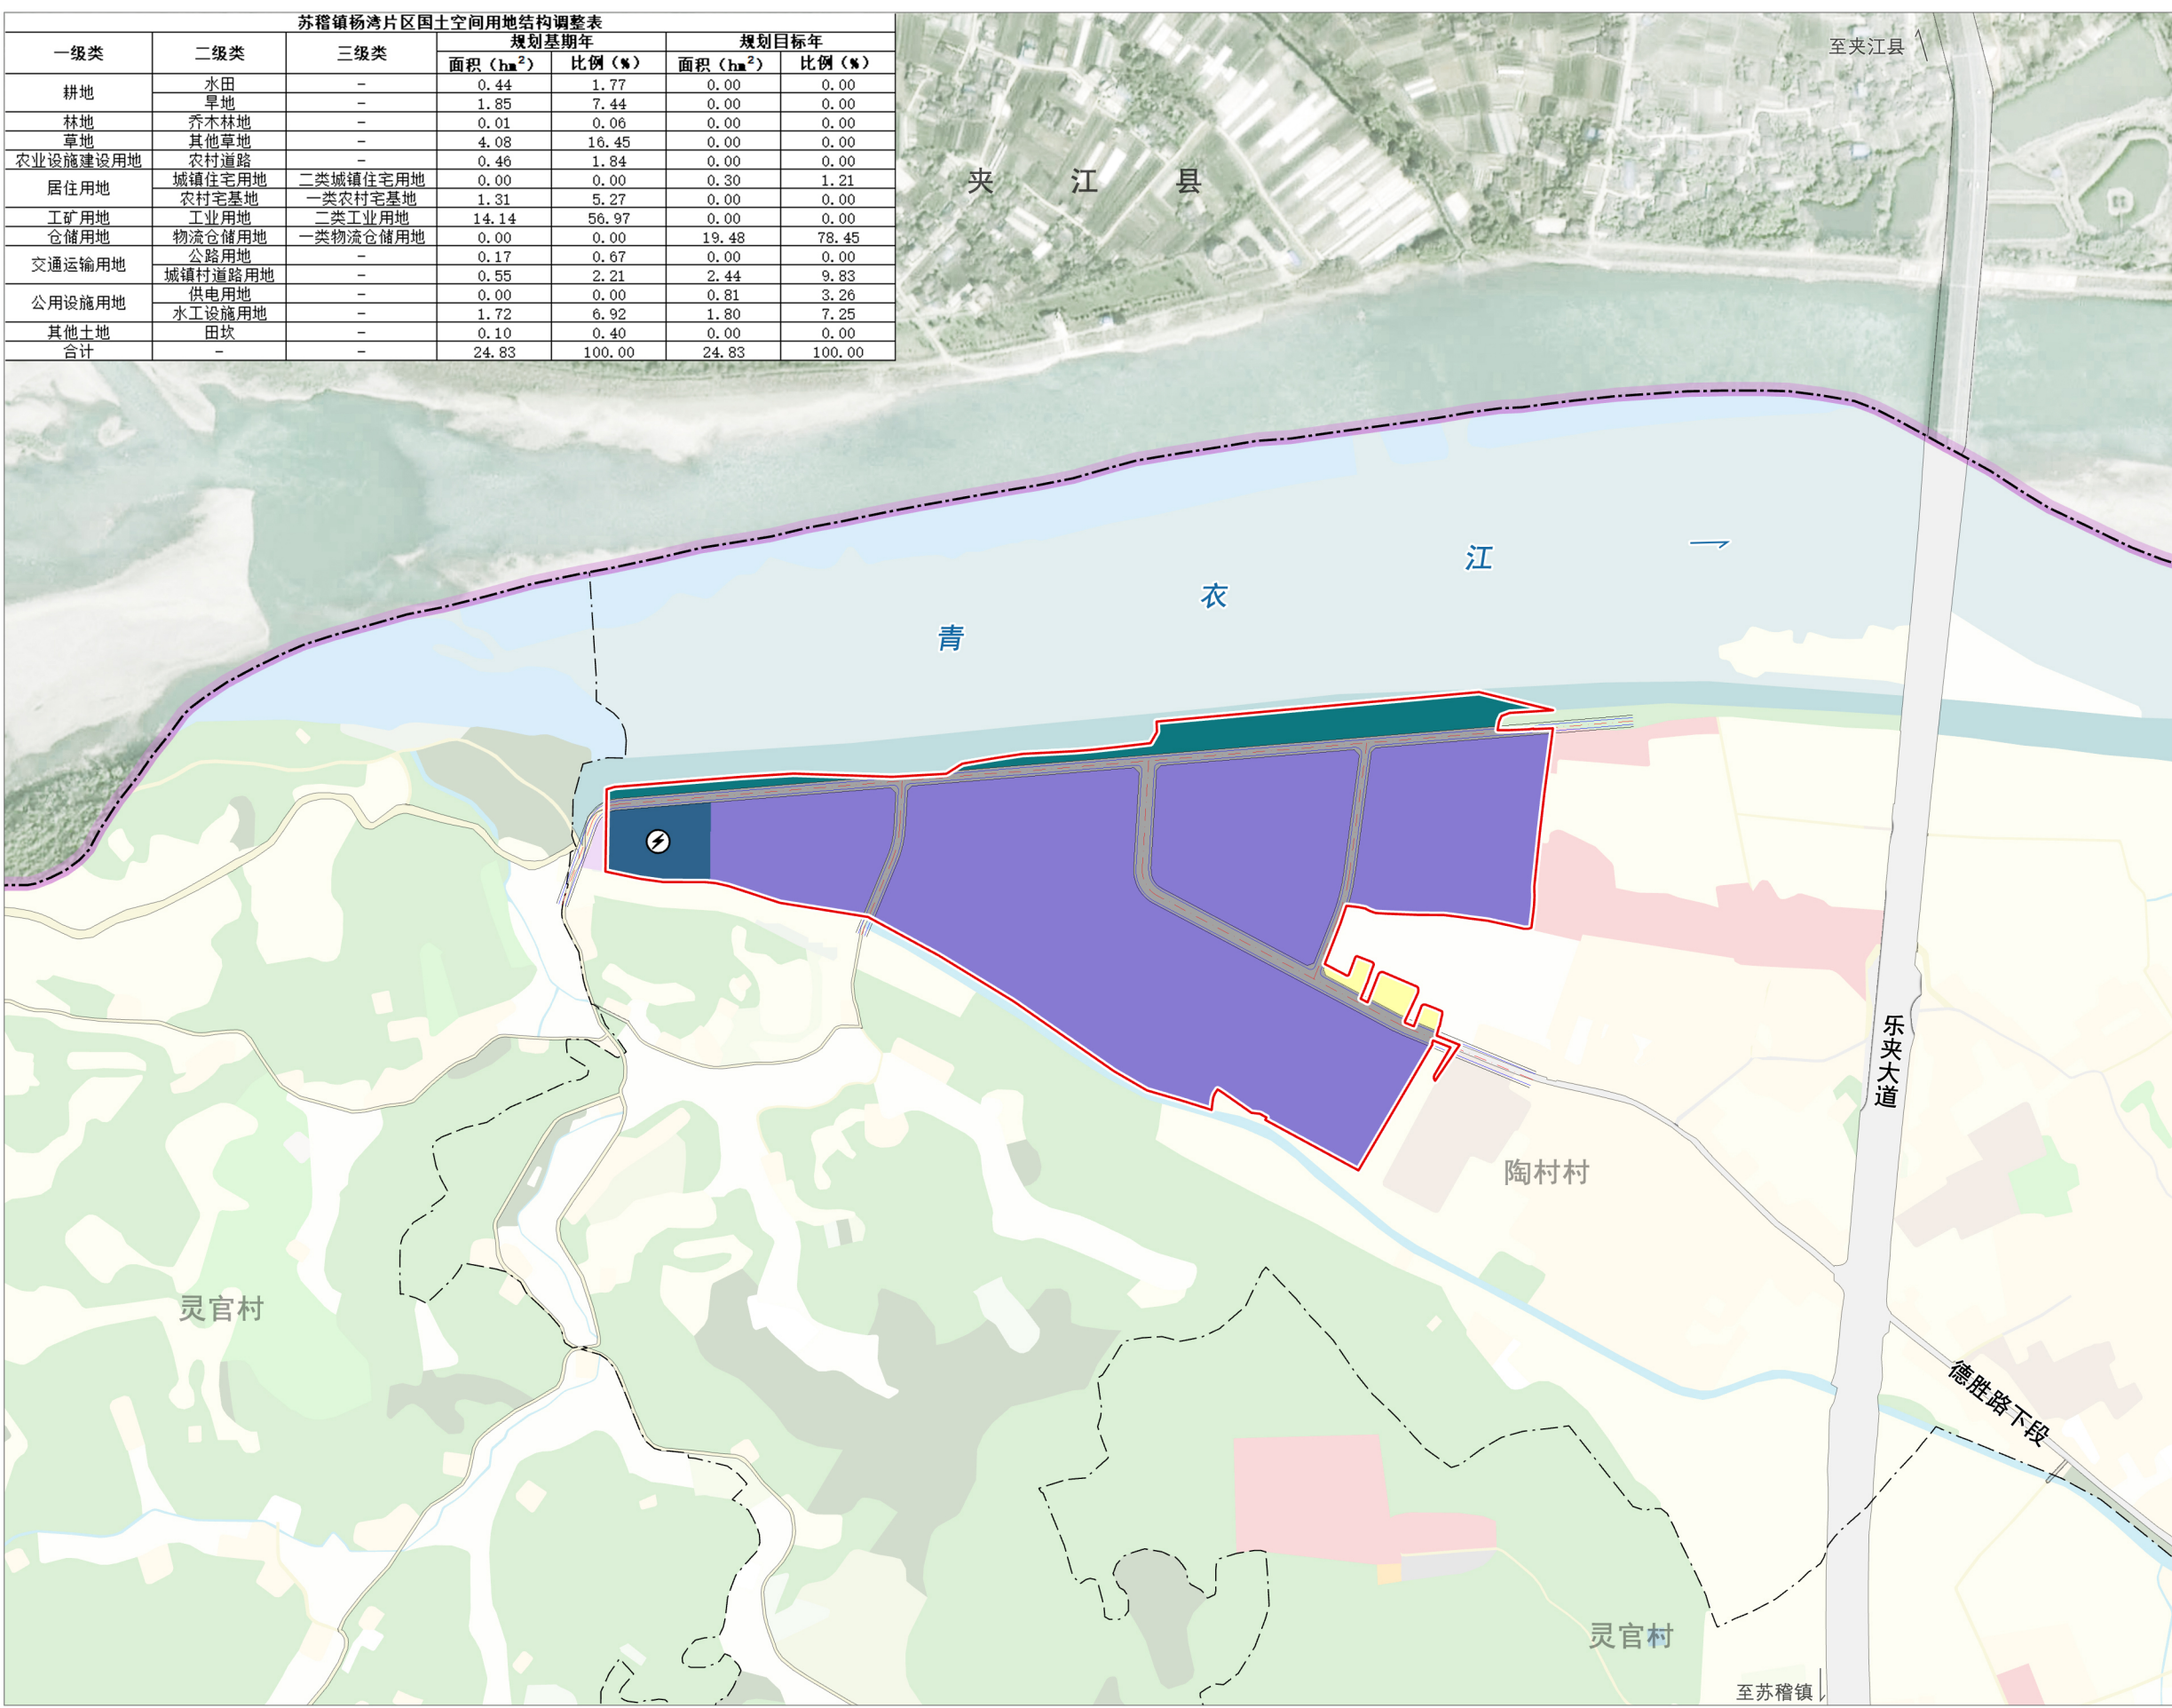 苏稽镇杨湾片区国土空间用地结构调整表
一级类 二级类 三级类 规划基期年 规划目标年
面积（hm²） 比例（%） 面积（hm²） 比例（%）
耕地 水田 - 0.44 1.77 0.00 0.00
旱地 - 1.85 7.44 0.00 0.00
林地 乔木林地 - 0.01 0.06 0.00 0.00
草地 其他草地 - 4.08 16.45 0.00 0.00
农业设施建设用地 农村道路 - 0.46 1.84 0.00 0.00
居住用地 城镇住宅用地 二类城镇住宅用地 0.00 0.00 0.30 1.21
农村宅基地 一类农村宅基地 1.31 5.27 0.00 0.00
工矿用地 工业用地 二类工业用地 14.14 56.97 0.00 0.00
仓储用地 物流仓储用地 一类物流仓储用地 0.00 0.00 19.48 78.45
交通运输用地 公路用地 - 0.17 0.67 0.00 0.00
城镇村道路用地 - 0.55 2.21 2.44 9.83
公用设施用地 供电用地 - 0.00 0.00 0.81 3.26
水工设施用地 - 1.72 6.92 1.80 7.25
其他土地 田坎 - 0.10 0.40 0.00 0.00
合计 - - 24.83 100.00 24.83 100.00
至夹江县
夹江县
青衣江
乐夹大道
陶村村
灵官村
德胜路下段
灵官村
至苏稽镇